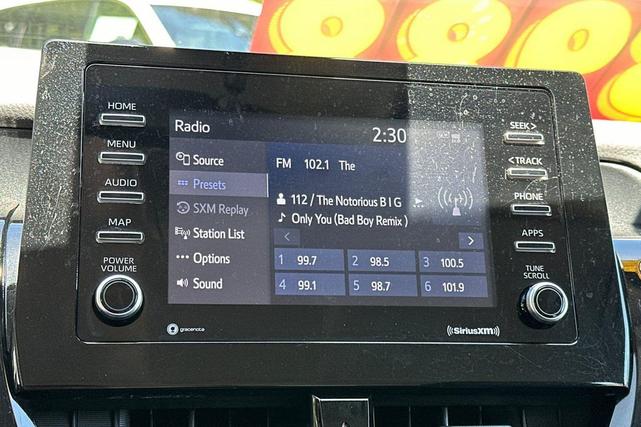 HOME
MENU
AUDIO
MAP
POWER
VOLUME
Radio
2:30
Source
Presets
SXM Replay
Station List
Options
Sound
FM 102.1 The
112 / The Notorious B I G
Only You (Bad Boy Remix )
1 99.7 2 98.5 3 100.5
4 99.1 5 98.7 6 101.9
SEEK>
<TRACK
PHONE
APPS
TUNE
SCROLL
gracenote
SiriusXM